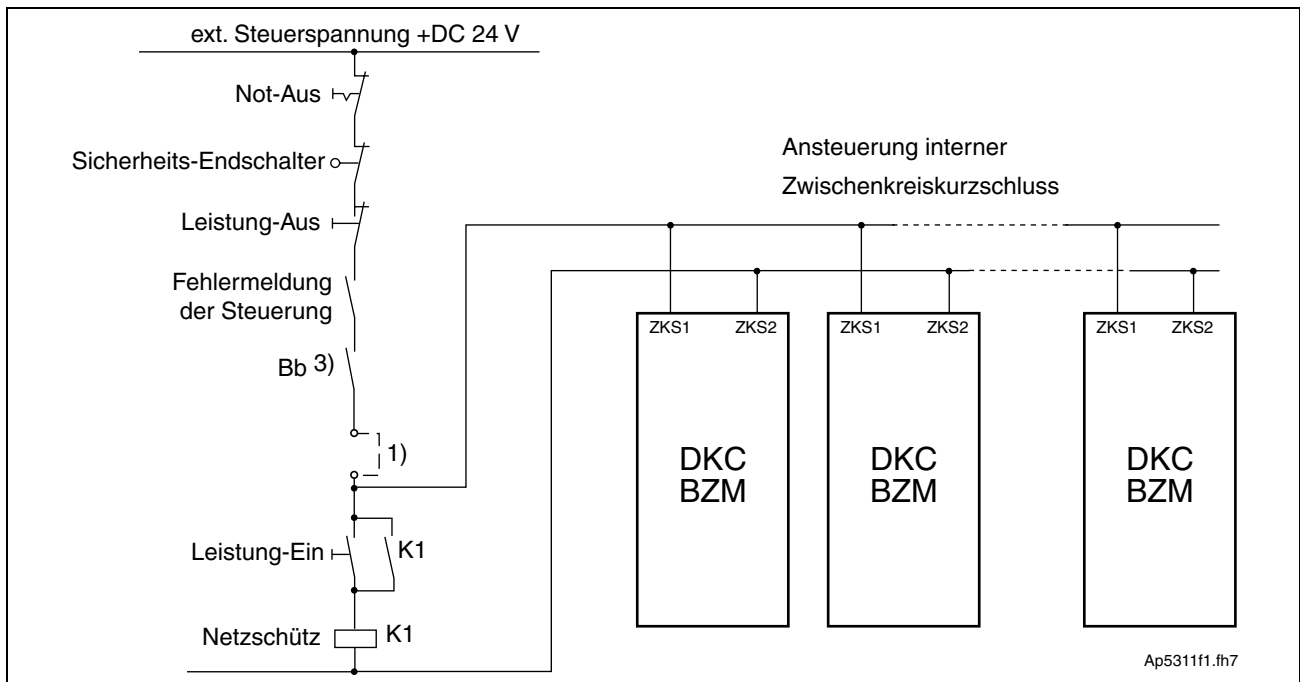 ext. Steuerspannung +DC 24 V
Not-Aus
Sicherheits-Endschalter
Leistung-Aus
Fehlermeldung
der Steuerung
Bb 3)
1)
Leistung-Ein
K1
Netzschütz
K1
Ansteuerung interner
Zwischenkreiskurzschluss
ZKS1 ZKS2
DKC
BZM
ZKS1 ZKS2
DKC
BZM
ZKS1 ZKS2
DKC
BZM
Ap5311f1.fh7